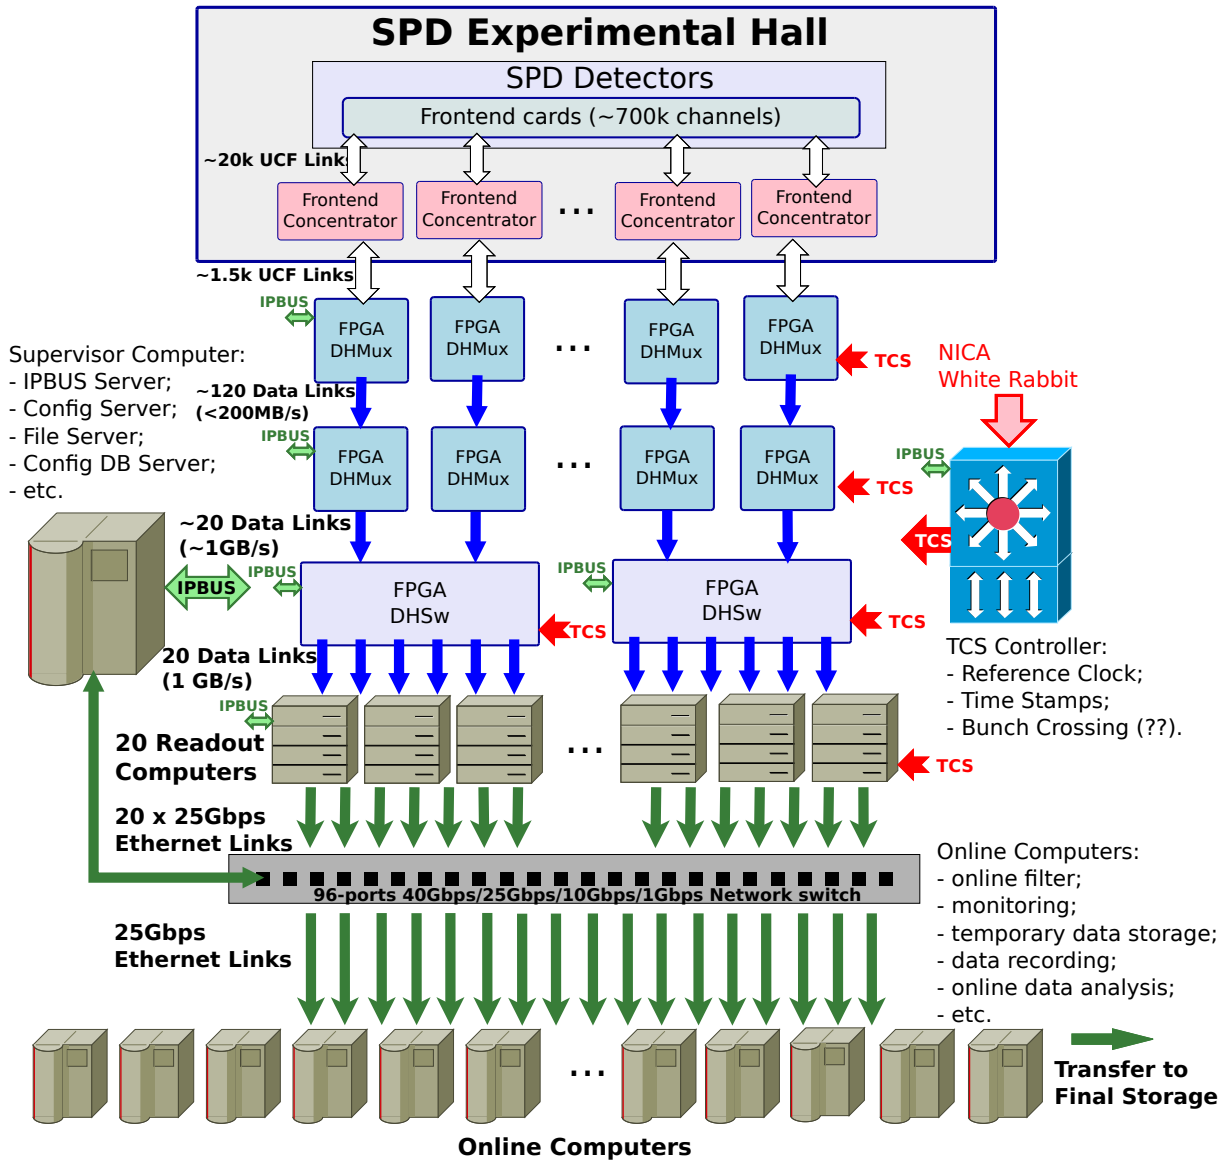 SPD Experimental Hall
SPD Detectors
Frontend cards (~700k channels)
~20k UCF Links
Frontend
Concentrator
Frontend
Concentrator
...
Frontend
Concentrator
Frontend
Concentrator
~1.5k UCF Links
IPBUS
FPGA
DHMux
FPGA
DHMux
...
FPGA
DHMux
FPGA
DHMux
TCS
NICA
White Rabbit
Supervisor Computer:
- IPBUS Server;
- Config Server;
- File Server;
- Config DB Server;
- etc.
~120 Data Links
(<200MB/s)
IPBUS
FPGA
DHMux
FPGA
DHMux
...
FPGA
DHMux
FPGA
DHMux
TCS
IPBUS
TCS
~20 Data Links
(~1GB/s)
IPBUS
IPBUS
FPGA
DHSw
TCS
IPBUS
FPGA
DHSw
TCS
TCS Controller:
- Reference Clock;
- Time Stamps;
- Bunch Crossing (??).
20 Data Links
(1 GB/s)
IPBUS
20 Readout
Computers
...
TCS
20 x 25Gbps
Ethernet Links
96-ports 40Gbps/25Gbps/10Gbps/1Gbps Network switch
25Gbps
Ethernet Links
Online Computers:
- online filter;
- monitoring;
- temporary data storage;
- data recording;
- online data analysis;
- etc.
...
Transfer to
Final Storage
Online Computers